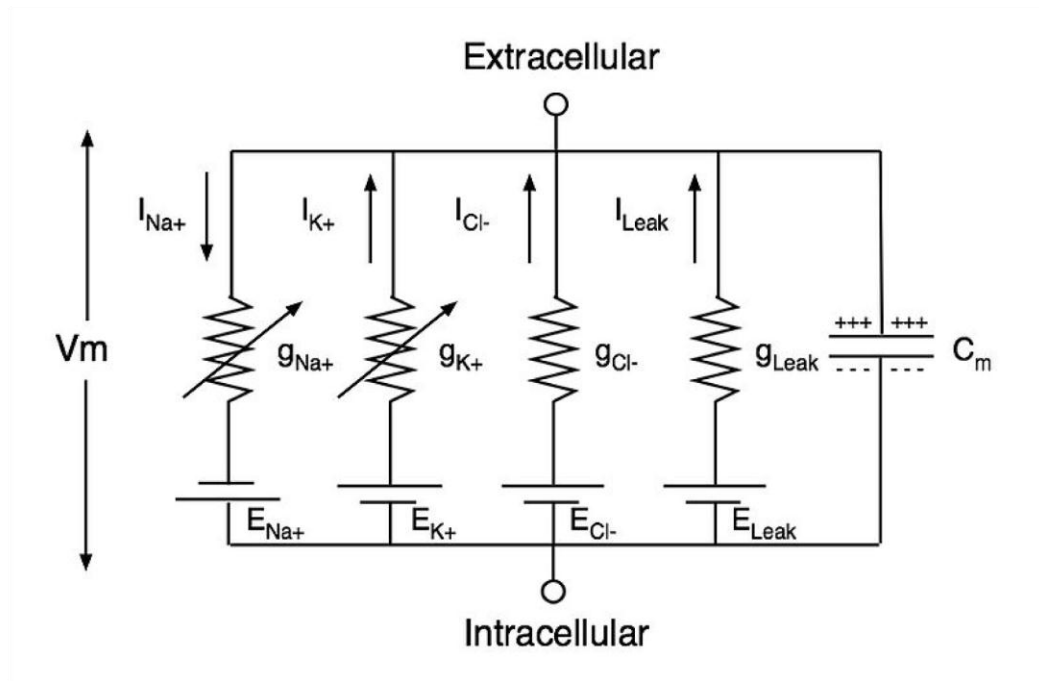 Extracellular
I_Na+
I_K+
I_Cl-
I_Leak
+++ +++
Vm
g_Na+
g_K+
g_Cl-
g_Leak
C_m
--- ---
E_Na+
E_K+
E_Cl-
E_Leak
Intracellular